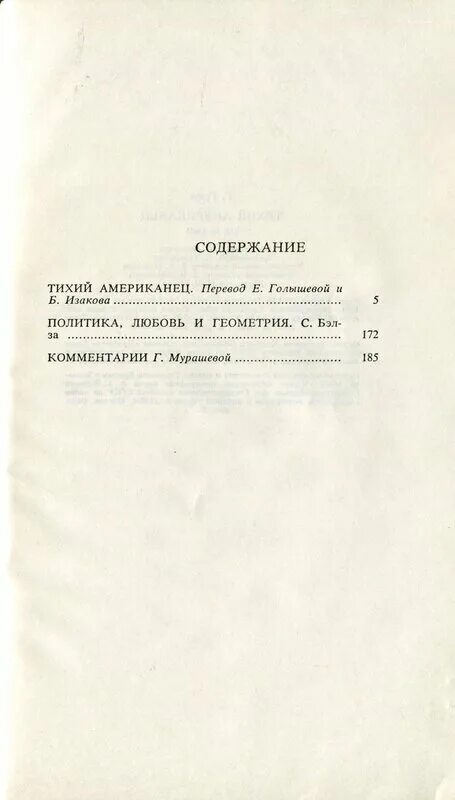 СОДЕРЖАНИЕ
ТИХИЙ АМЕРИКАНЕЦ. Перевод Е. Голышевой и
Б. Изакова 5
ПОЛИТИКА, ЛЮБОВЬ И ГЕОМЕТРИЯ. С. Бэл-
за 172
КОММЕНТАРИИ Г. Мурашевой 185